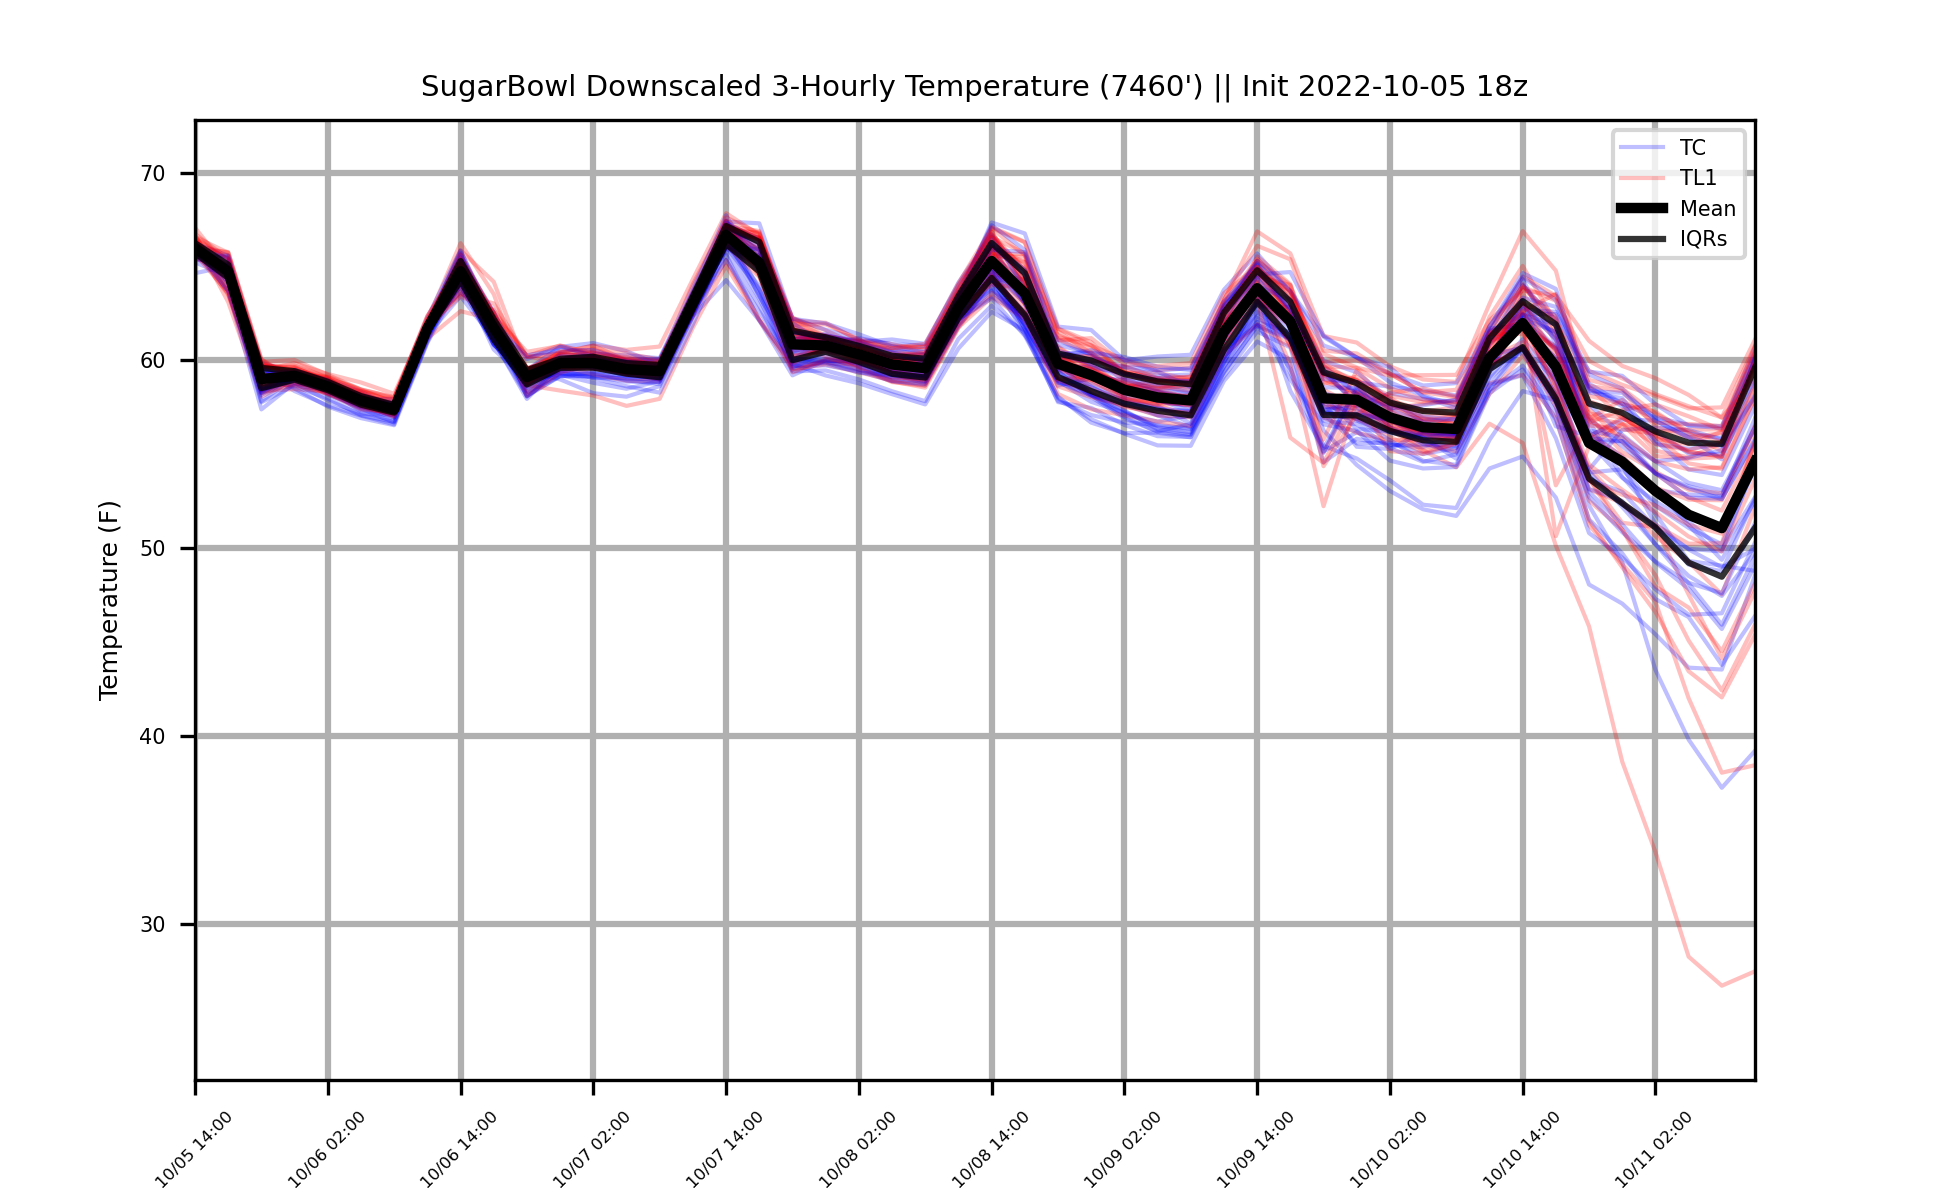 SugarBowl Downscaled 3-Hourly Temperature (7460') || Init 2022-10-05 18z
TC
TL1
Mean
IQRs
Temperature (F)
70
60
50
40
30
10/05 14:00
10/06 02:00
10/06 14:00
10/07 02:00
10/07 14:00
10/08 02:00
10/08 14:00
10/09 02:00
10/09 14:00
10/10 02:00
10/10 14:00
10/11 02:00